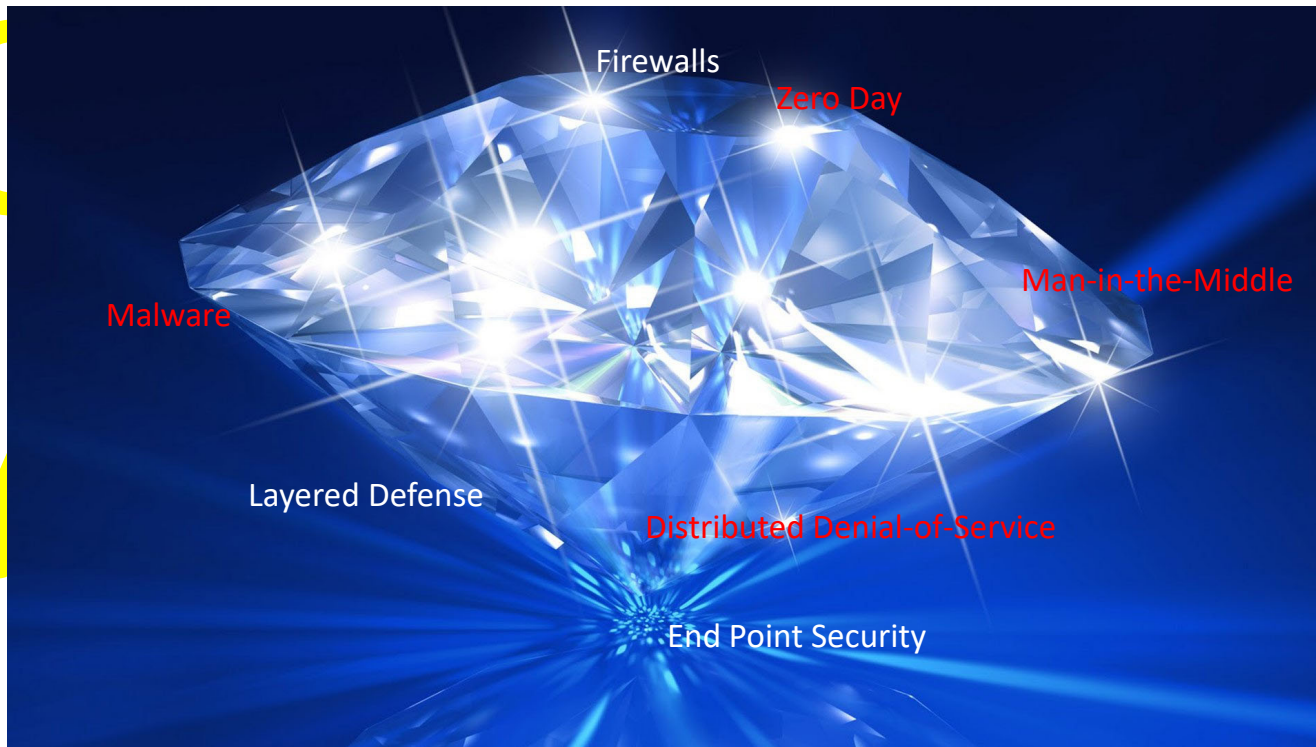 Firewalls
Zero Day
Man-in-the-Middle
Malware
Layered Defense
Distributed Denial-of-Service
End Point Security